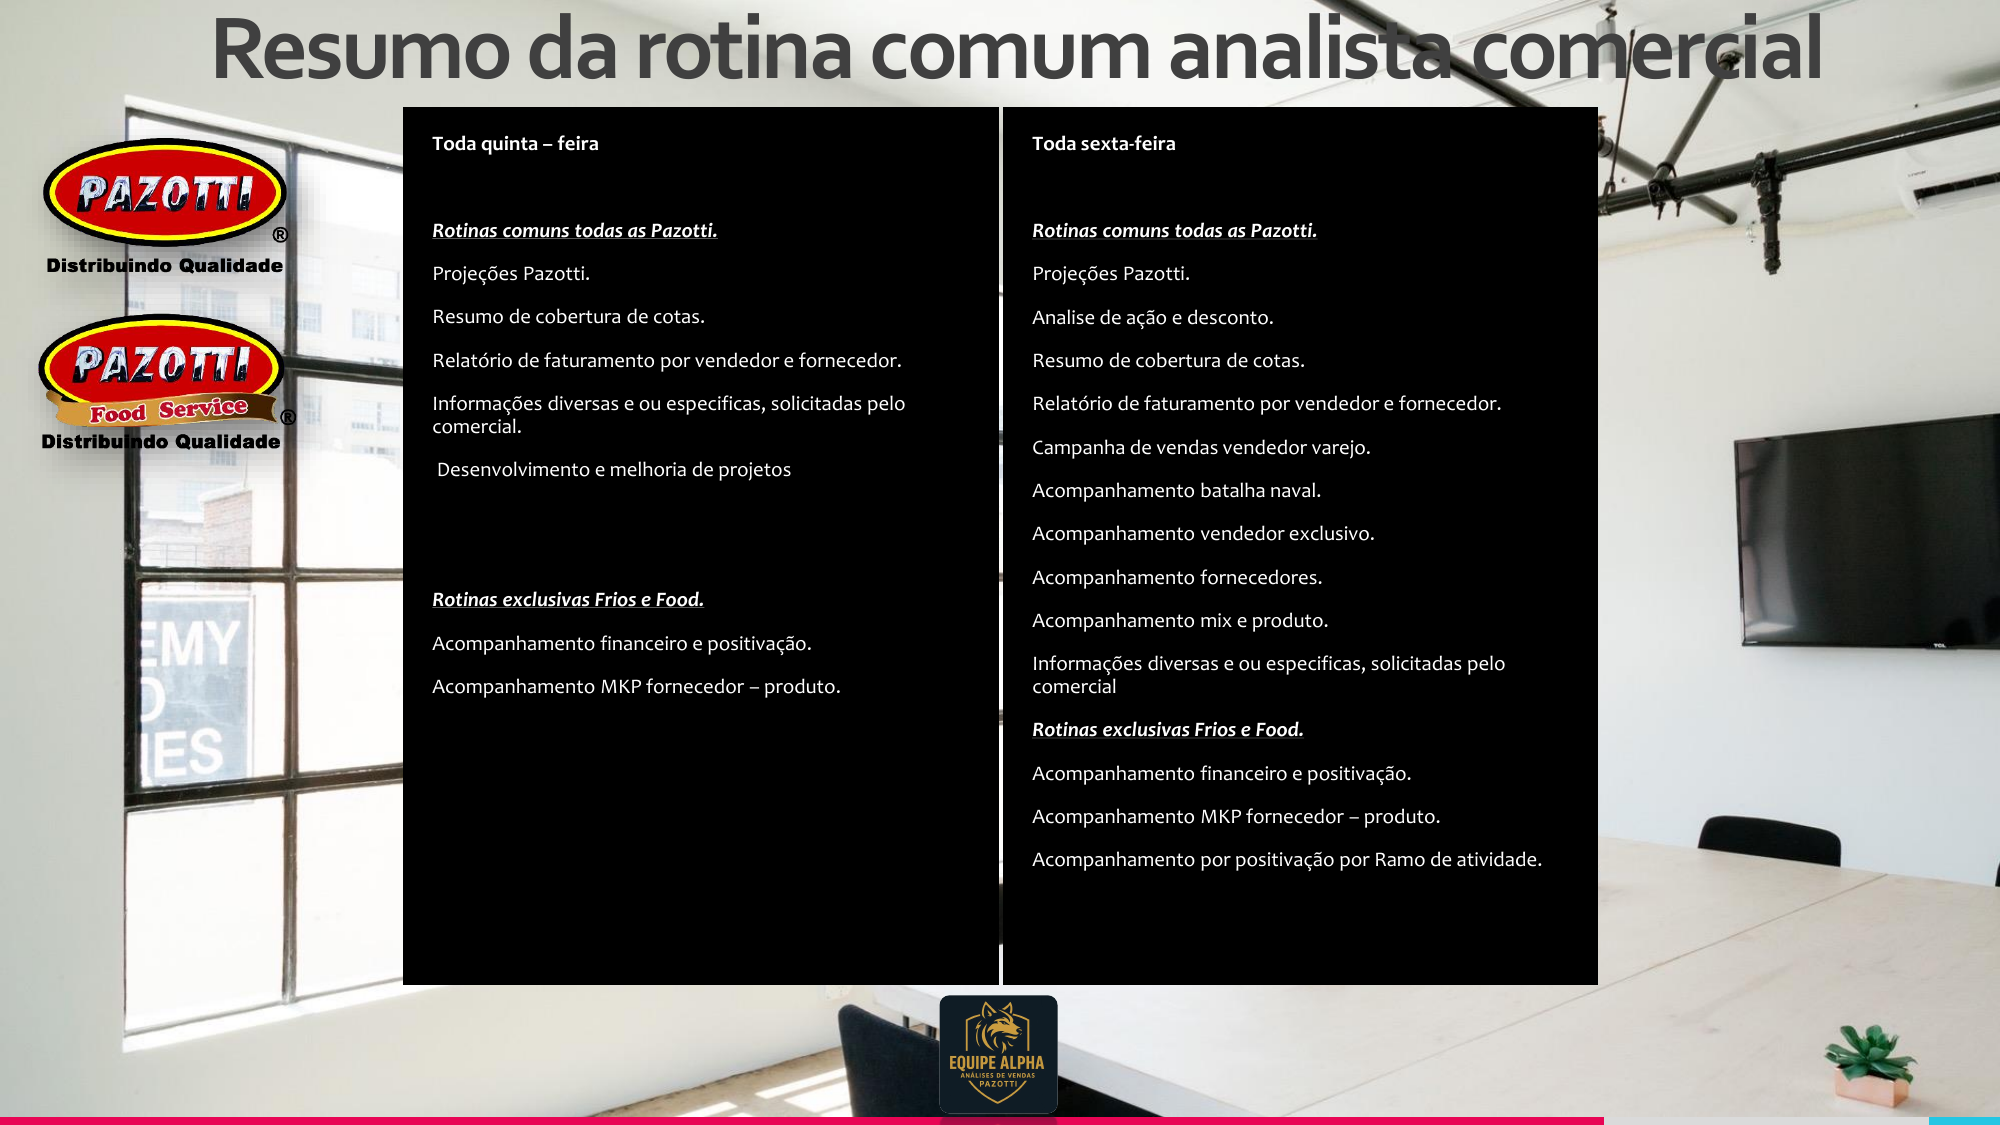 Resumo da rotina comum analista comercial
PAZOTTI
®
Distribuindo Qualidade
PAZOTTI
Food Service
®
Distribuindo Qualidade
Toda quinta – feira
Rotinas comuns todas as Pazotti.
Projeções Pazotti.
Resumo de cobertura de cotas.
Relatório de faturamento por vendedor e fornecedor.
Informações diversas e ou especificas, solicitadas pelo
comercial.
Desenvolvimento e melhoria de projetos
Rotinas exclusivas Frios e Food.
Acompanhamento financeiro e positivação.
Acompanhamento MKP fornecedor – produto.
Toda sexta-feira
Rotinas comuns todas as Pazotti.
Projeções Pazotti.
Analise de ação e desconto.
Resumo de cobertura de cotas.
Relatório de faturamento por vendedor e fornecedor.
Campanha de vendas vendedor varejo.
Acompanhamento batalha naval.
Acompanhamento vendedor exclusivo.
Acompanhamento fornecedores.
Acompanhamento mix e produto.
Informações diversas e ou especificas, solicitadas pelo
comercial
Rotinas exclusivas Frios e Food.
Acompanhamento financeiro e positivação.
Acompanhamento MKP fornecedor – produto.
Acompanhamento por positivação por Ramo de atividade.
EMY
IES
TCL
EQUIPE ALPHA
ANÁLISES DE VENDAS
PAZOTTI